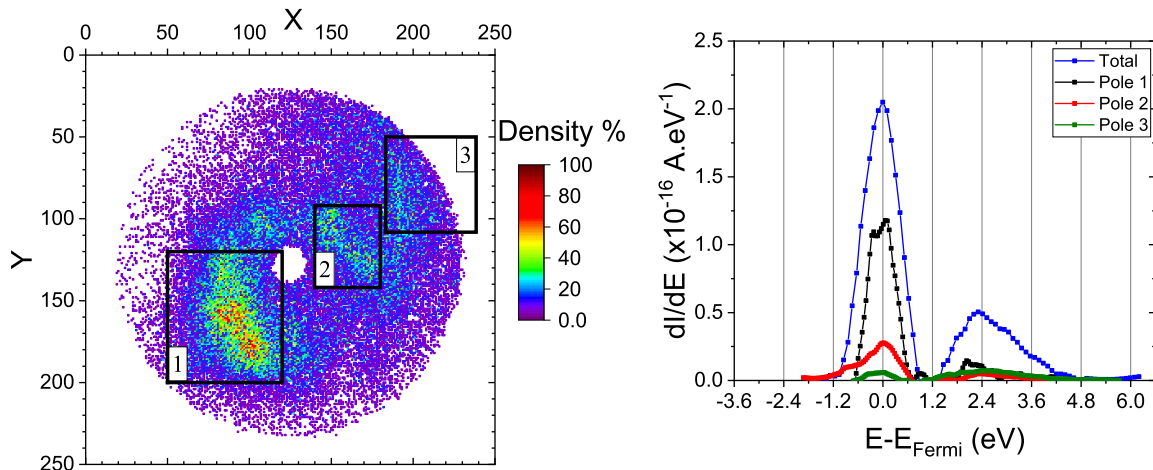 X
0 50 100 150 200 250
Y
0
50
100
150
200
250
1
2
3
Density %
100
80
60
40
20
0.0
dI/dE (x10⁻¹⁶ A.eV⁻¹)
2.5
2.0
1.5
1.0
0.5
0.0
Total
Pole 1
Pole 2
Pole 3
-3.6 -2.4 -1.2 0.0 1.2 2.4 3.6 4.8 6.0
E-E_Fermi (eV)